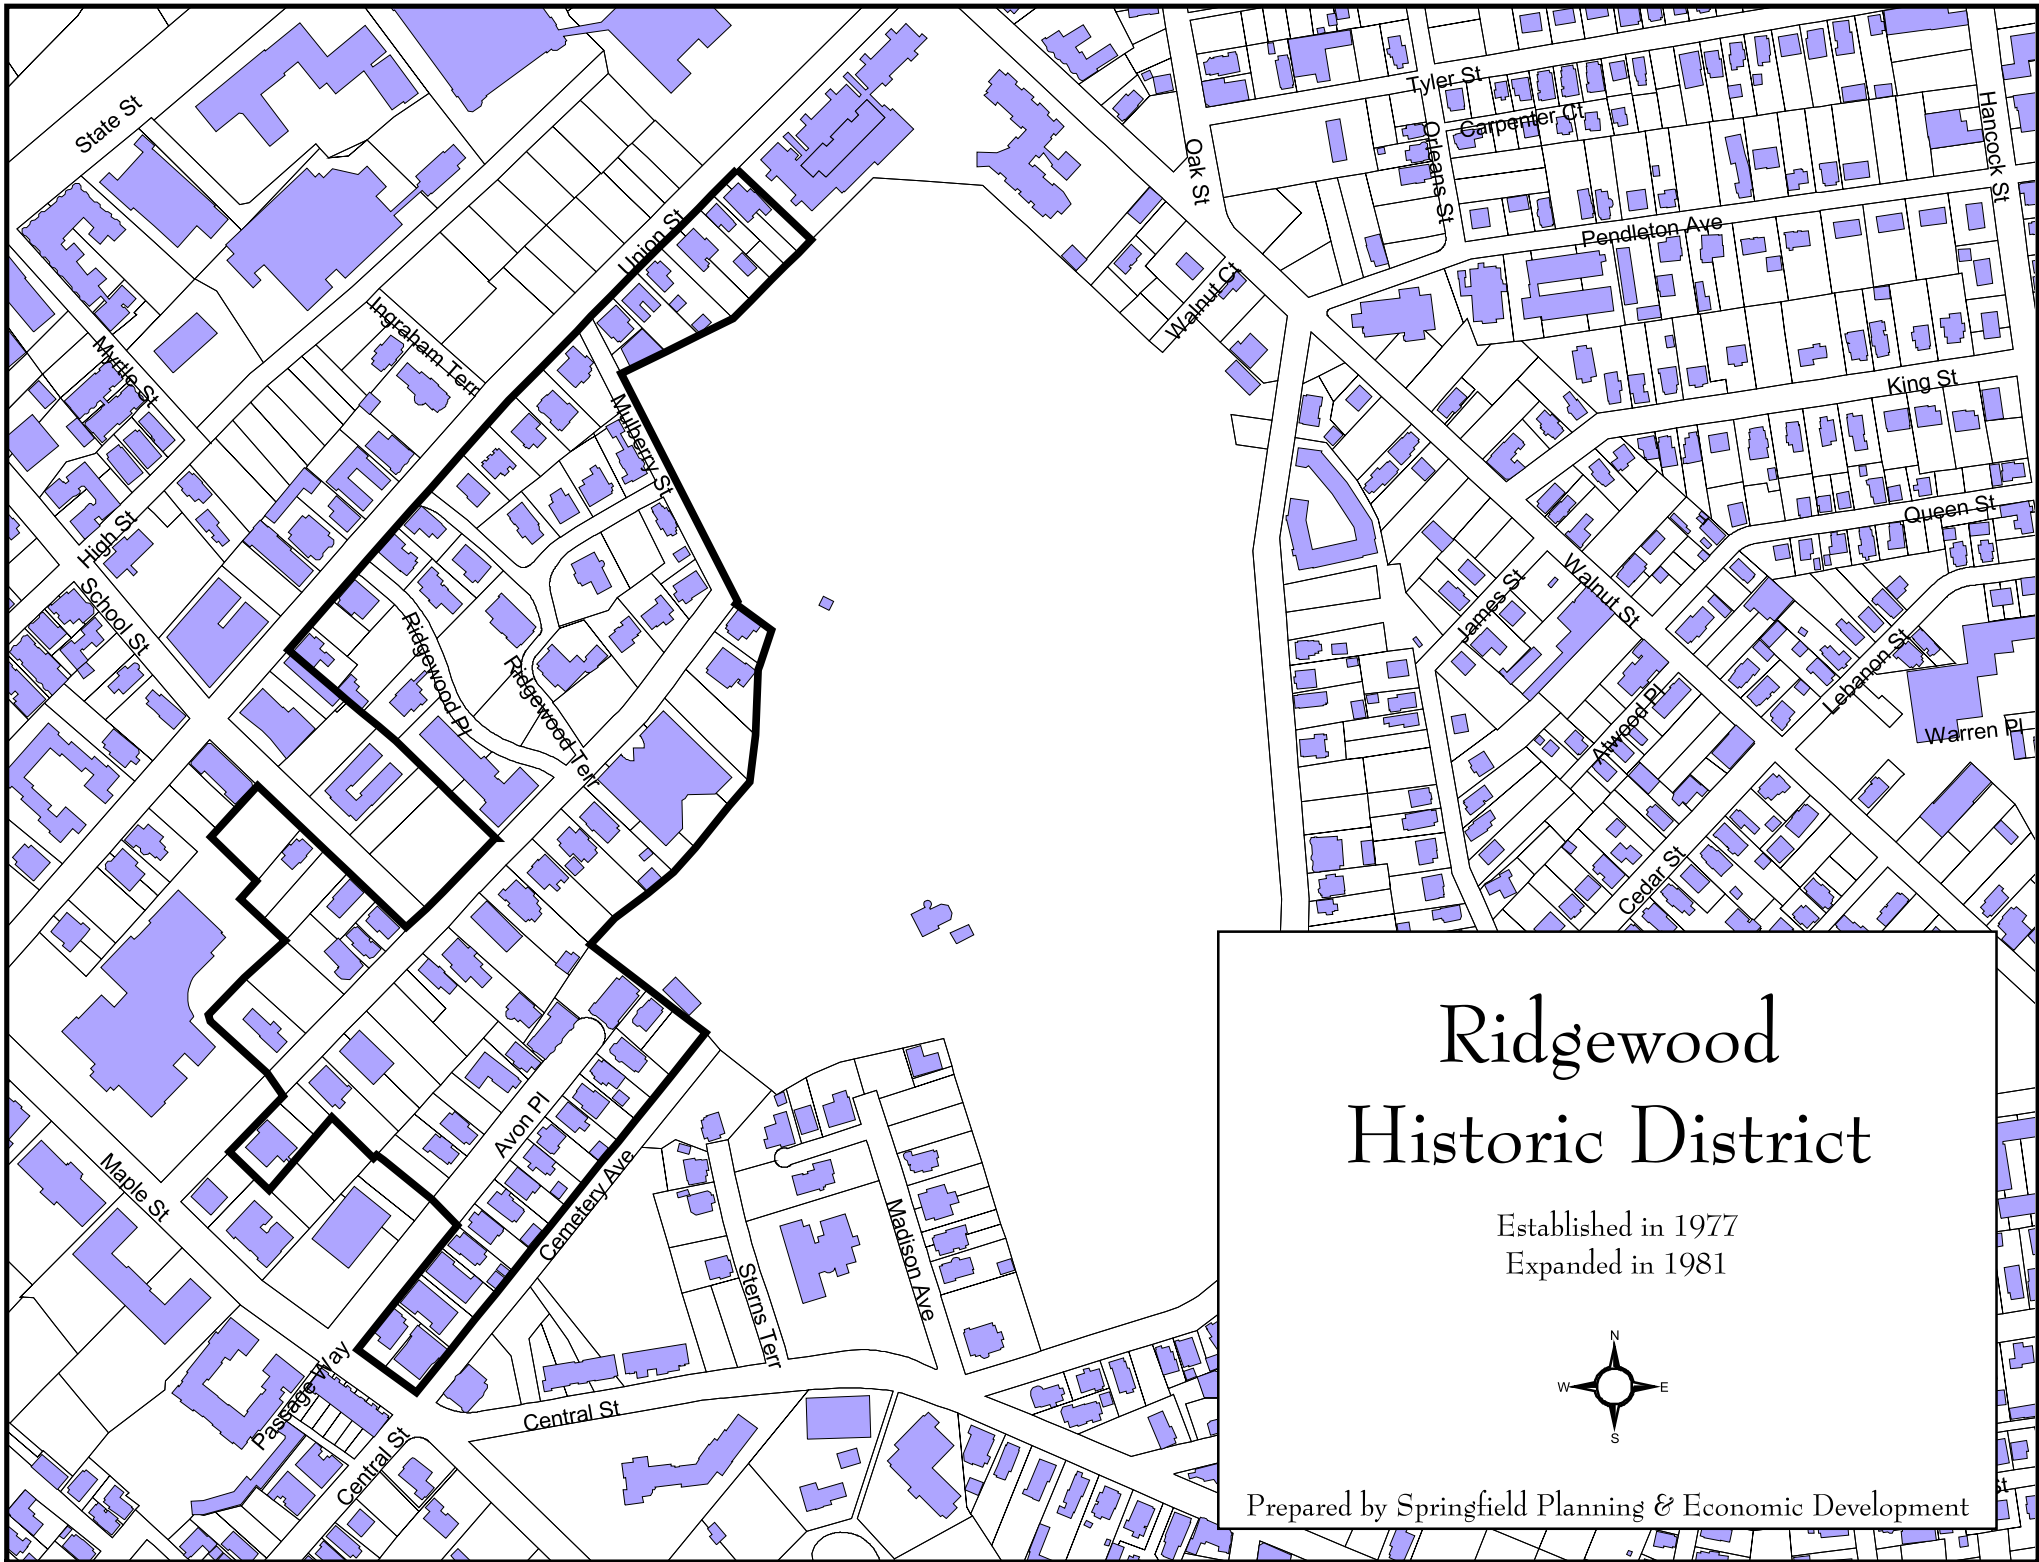 State St
Tyler St
Carpenter Ct
Hancock St
Orleans St
Oak St
Union St
Pendleton Ave
Walnut Ct
Ingraham Terr
Myrtle St
King St
Mulberry St
Queen St
High St
School St
Walnut St
James St
Ridgewood Pl
Ridgewood Terr
Lebanon St
Atwood Pl
Warren Pl
Cedar St
Avon Pl
Maple St
Cemetery Ave
Madison Ave
Sterns Terr
Passage Way
Central St
Central St
Ridgewood
Historic District
Established in 1977
Expanded in 1981
N
W E
S
Prepared by Springfield Planning & Economic Development
st